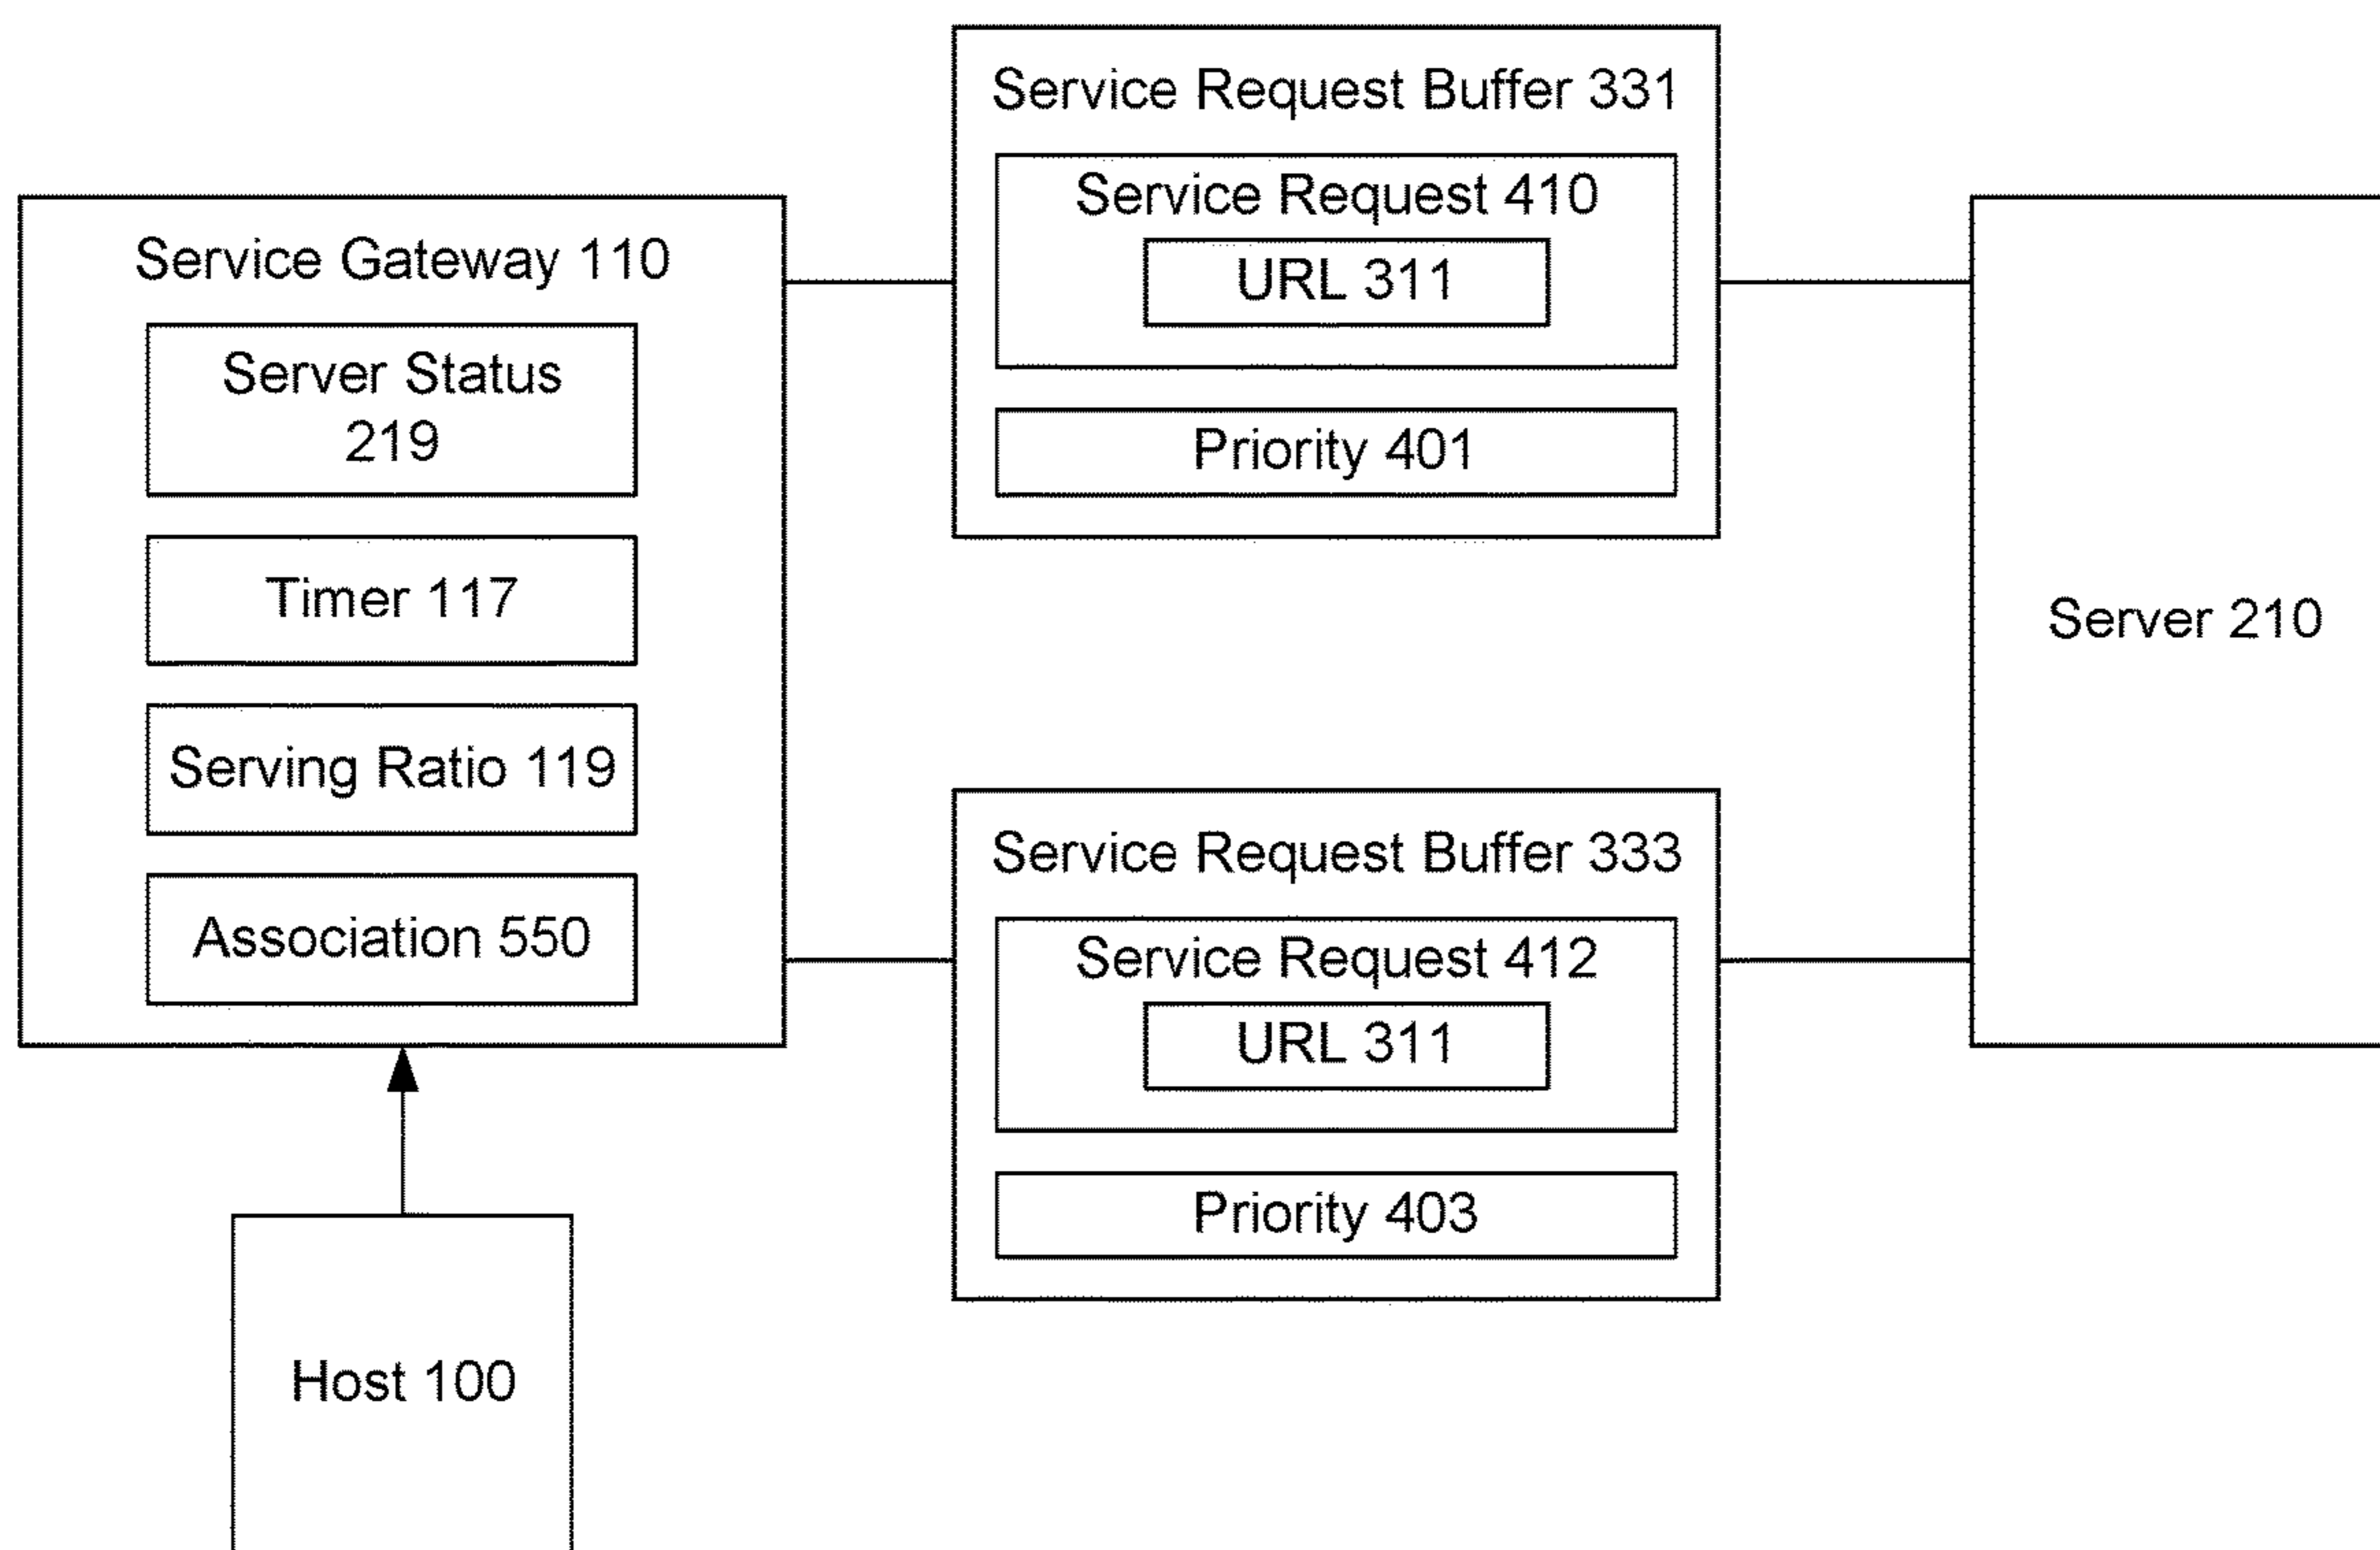 Service Gateway 110
Server Status
219
Timer 117
Serving Ratio 119
Association 550
Host 100
Service Request Buffer 331
Service Request 410
URL 311
Priority 401
Service Request Buffer 333
Service Request 412
URL 311
Priority 403
Server 210